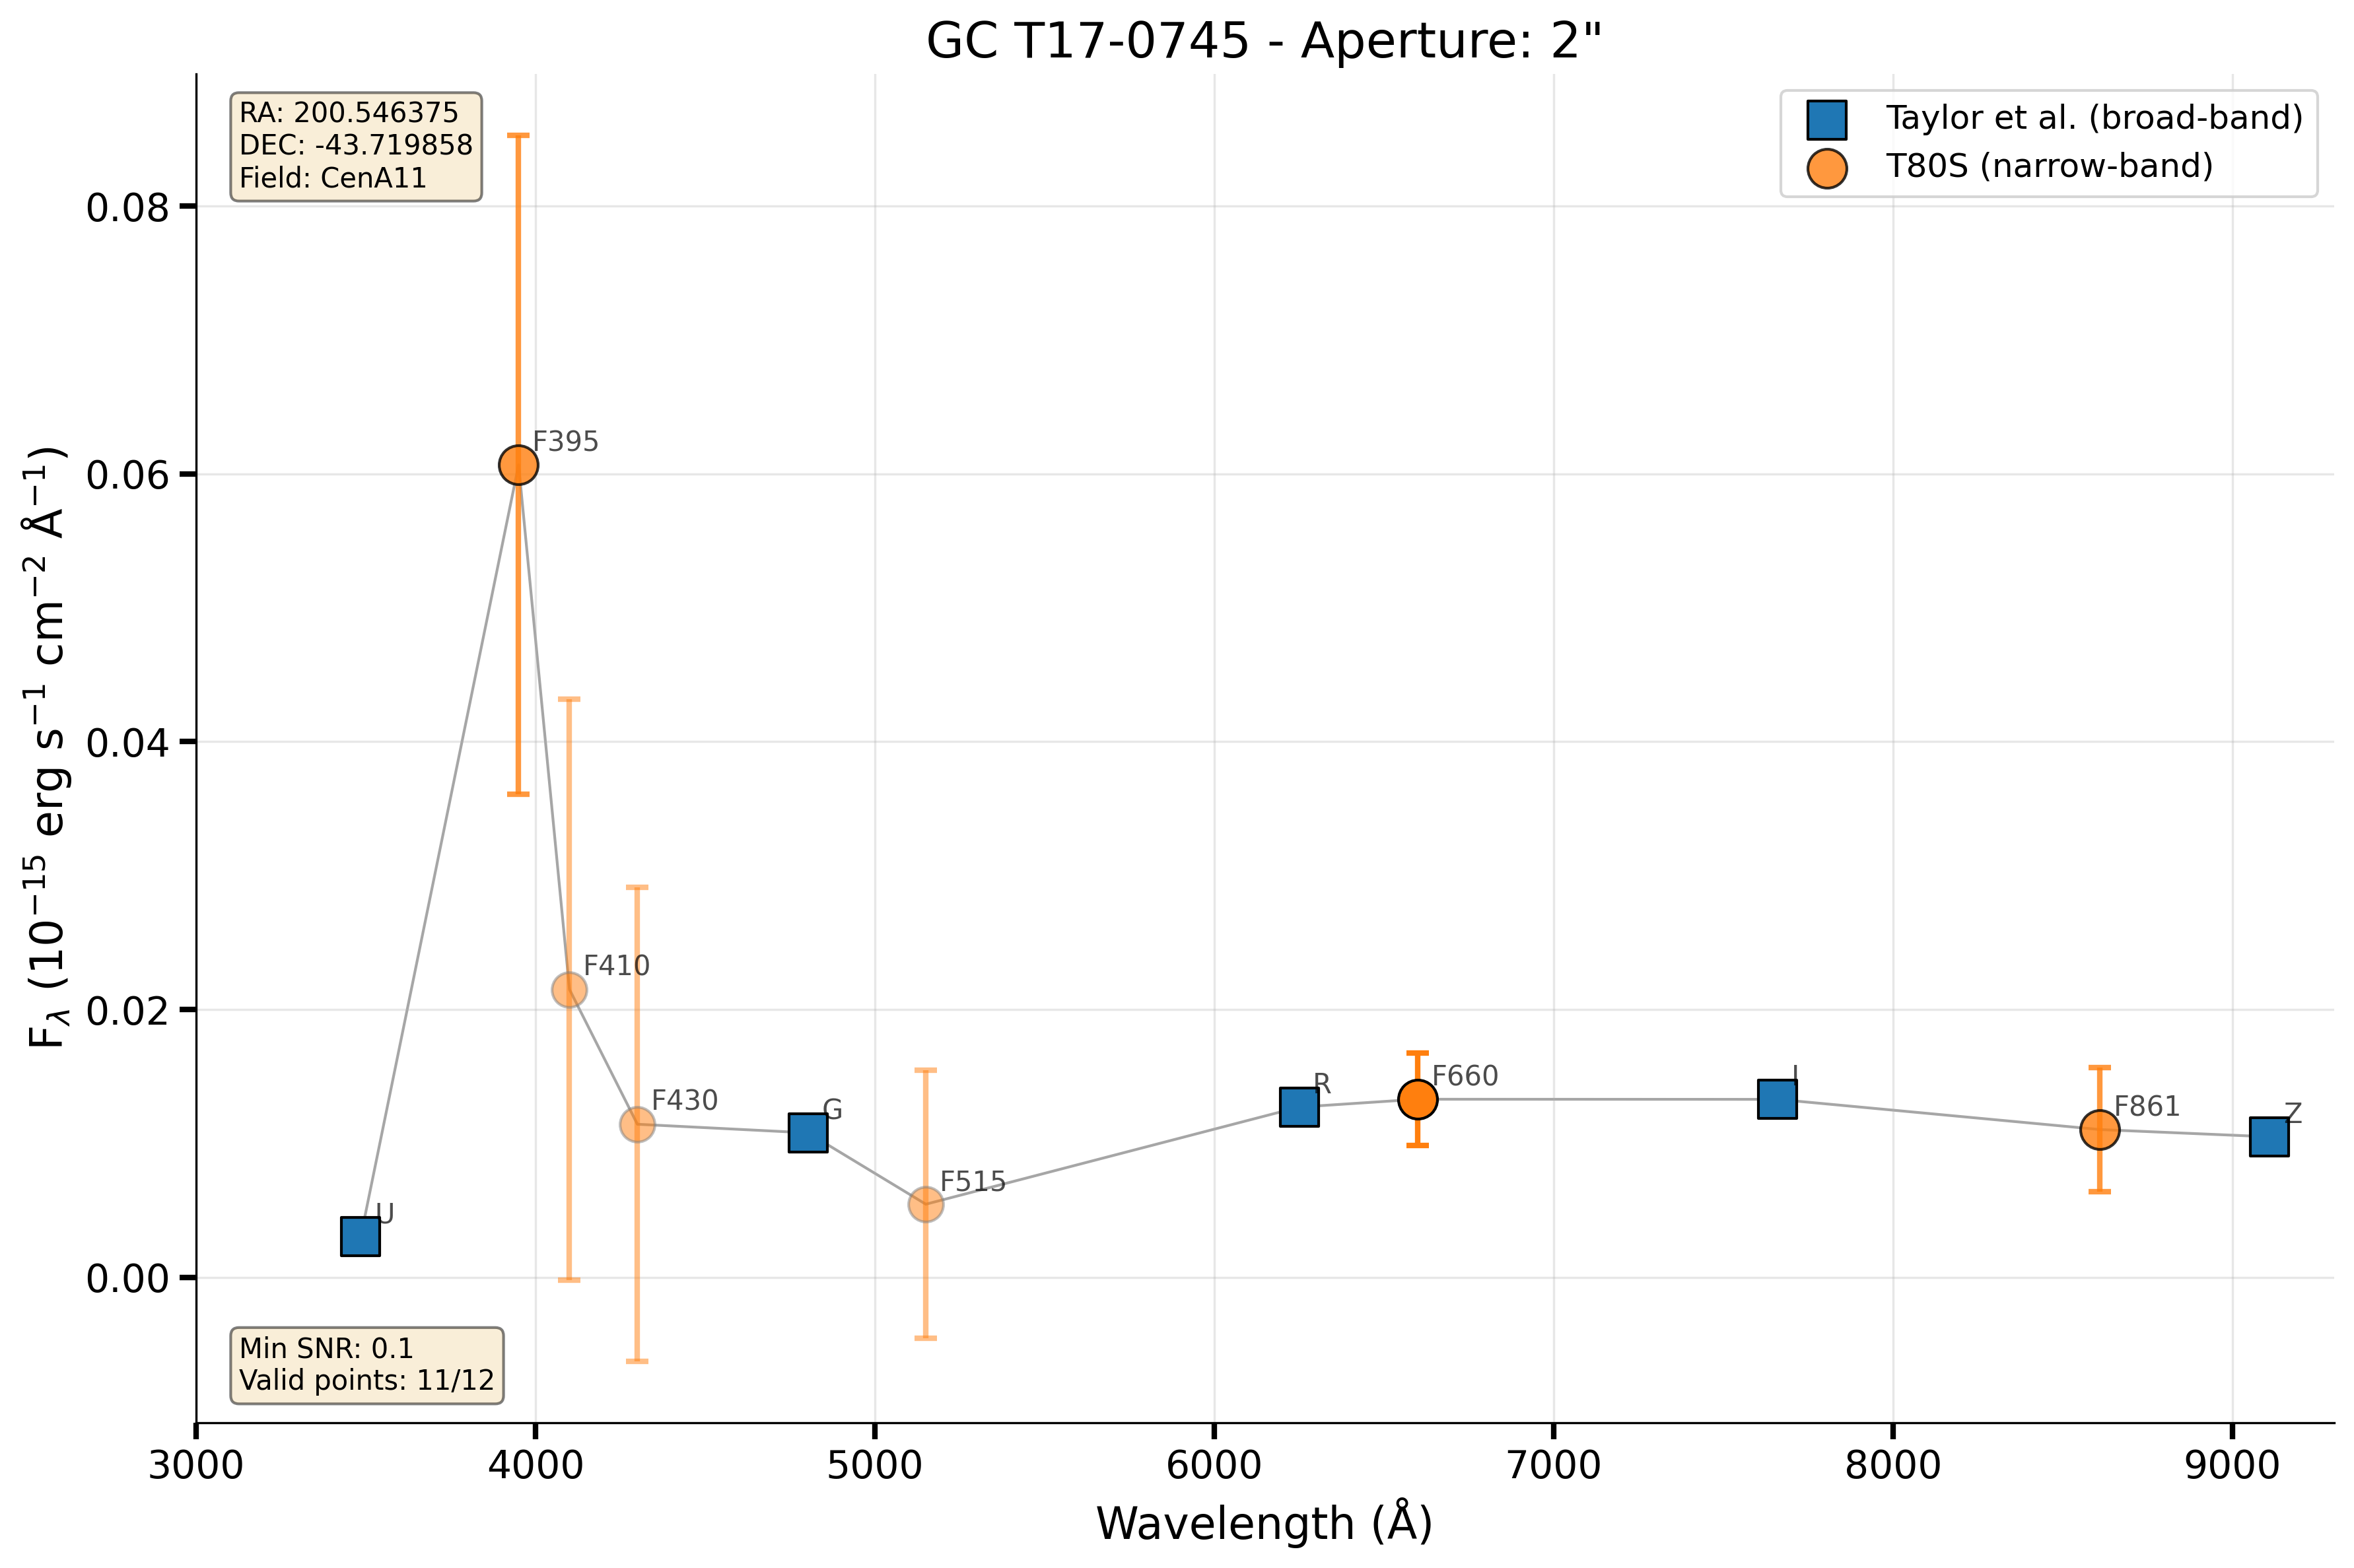 GC T17-0745 - Aperture: 2"
RA: 200.546375
DEC: -43.719858
Field: CenA11
Taylor et al. (broad-band)
T80S (narrow-band)
F_λ (10⁻¹⁵ erg s⁻¹ cm⁻² Å⁻¹)
0.08
0.06
0.04
0.02
0.00
F395
F410
F430
G
U
F515
R
F660
I
F861
Z
Min SNR: 0.1
Valid points: 11/12
3000 4000 5000 6000 7000 8000 9000
Wavelength (Å)